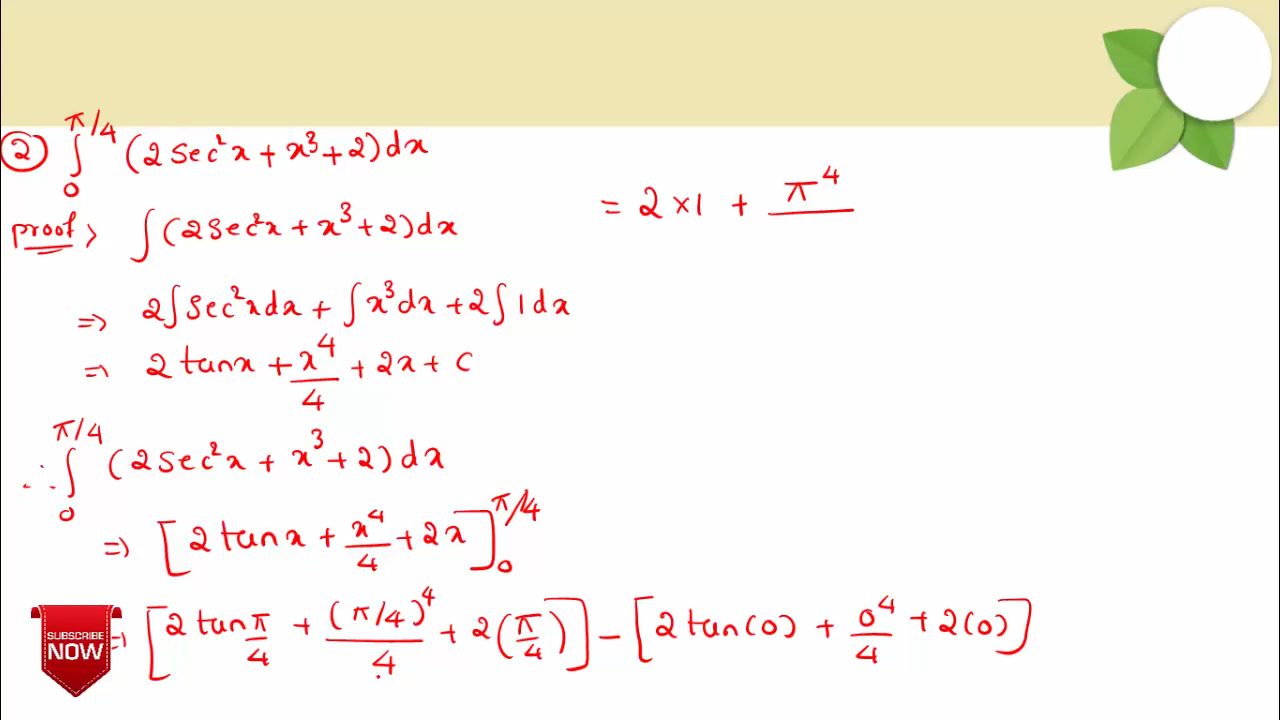 ② ∫₀^{π/4} (2 sec²x + x³ + 2) dx
proof> ∫ (2 sec²x + x³ + 2) dx
⇒ 2∫ sec²x dx + ∫ x³ dx + 2∫ 1 dx
⇒ 2 tan x + x⁴/4 + 2x + c
∴ ∫₀^{π/4} (2 sec²x + x³ + 2) dx
⇒ [2 tan x + x⁴/4 + 2x]₀^{π/4}
⇒ [2 tan π/4 + (π/4)⁴/4 + 2(π/4)] − [2 tan(0) + 0⁴/4 + 2(0)]
= 2 × 1 + π⁴/
SUBSCRIBE
NOW